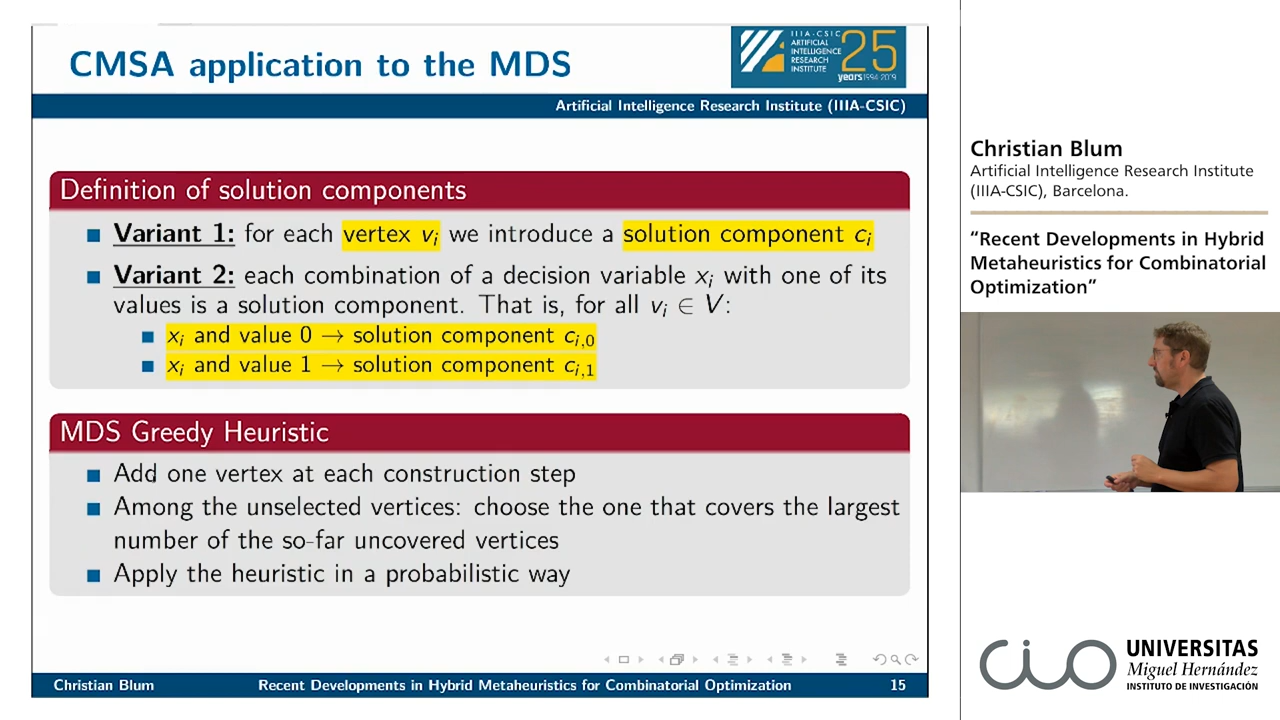 CMSA application to the MDS
IIIA-CSIC
ARTIFICIAL
INTELLIGENCE
RESEARCH
INSTITUTE
25
years 1994-2019
Artificial Intelligence Research Institute (IIIA-CSIC)
Definition of solution components
Variant 1: for each vertex vᵢ we introduce a solution component cᵢ
Variant 2: each combination of a decision variable xᵢ with one of its
values is a solution component. That is, for all vᵢ ∈ V:
xᵢ and value 0 → solution component cᵢ,₀
xᵢ and value 1 → solution component cᵢ,₁
MDS Greedy Heuristic
Add one vertex at each construction step
Among the unselected vertices: choose the one that covers the largest
number of the so-far uncovered vertices
Apply the heuristic in a probabilistic way
Christian Blum Recent Developments in Hybrid Metaheuristics for Combinatorial Optimization 15
Christian Blum
Artificial Intelligence Research Institute
(IIIA-CSIC), Barcelona.
“Recent Developments in Hybrid
Metaheuristics for Combinatorial
Optimization”
cio
UNIVERSITAS
Miguel Hernández
INSTITUTO DE INVESTIGACIÓN